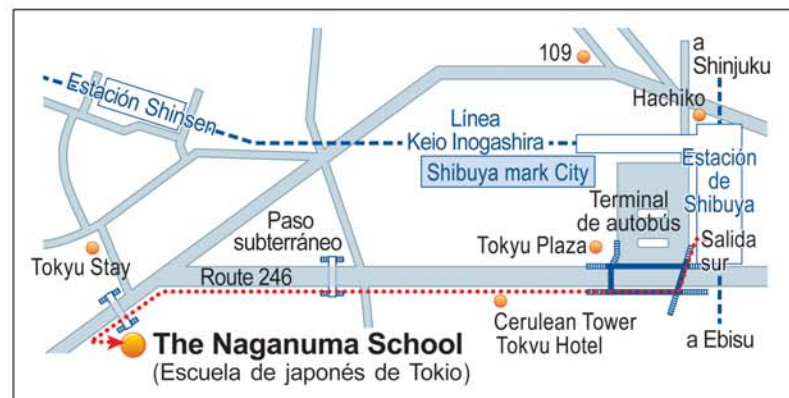 109
a
Shinjuku
Hachiko
Estación Shinsen
Línea
Keio Inogashira
Shibuya mark City
Estación
de
Shibuya
Terminal
de autobús
Paso
subterráneo
Tokyu Plaza
Salida
sur
Tokyu Stay
Route 246
Cerulean Tower
Tokvu Hotel
a Ebisu
The Naganuma School
(Escuela de japonés de Tokio)